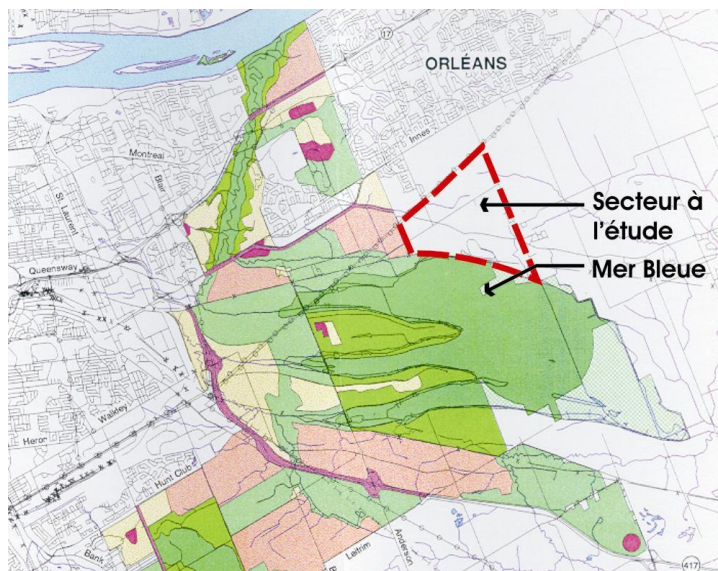 17
ORLÉANS
Innes
Montreal
Blair
St. Laurent
Secteur à
l'étude
Mer Bleue
Queensway
Walkley
Heron
Hunt Club
Bank
Leitrim
Anderson
417